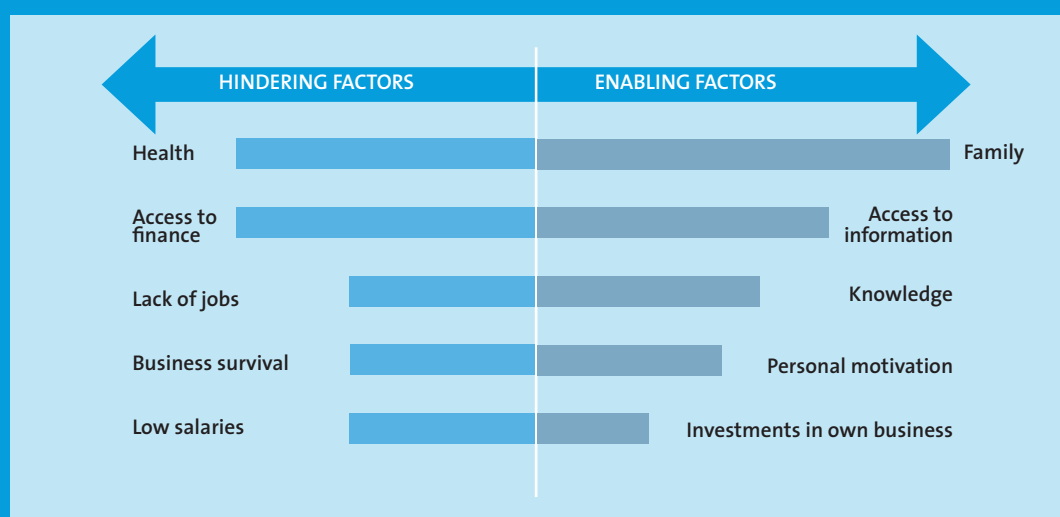 HINDERING FACTORS
ENABLING FACTORS
Health
Family
Access to
finance
Access to
information
Lack of jobs
Knowledge
Business survival
Personal motivation
Low salaries
Investments in own business